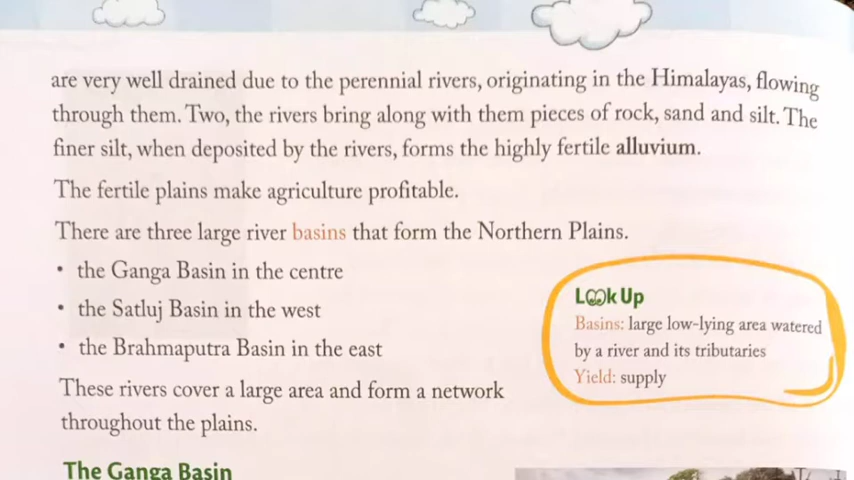 are very well drained due to the perennial rivers, originating in the Himalayas, flowing
through them. Two, the rivers bring along with them pieces of rock, sand and silt. The
finer silt, when deposited by the rivers, forms the highly fertile alluvium.
The fertile plains make agriculture profitable.
There are three large river basins that form the Northern Plains.
• the Ganga Basin in the centre
• the Satluj Basin in the west
• the Brahmaputra Basin in the east
These rivers cover a large area and form a network
throughout the plains.
Look Up
Basins: large low-lying area watered
by a river and its tributaries
Yield: supply
The Ganga Basin